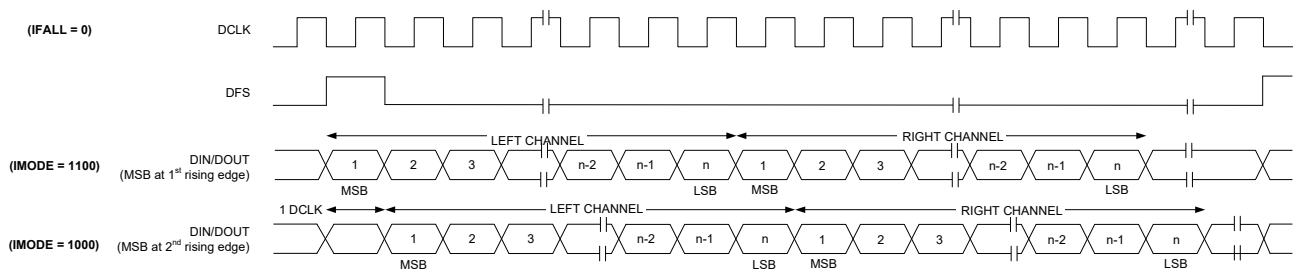 (IFALL = 0) DCLK
DFS
LEFT CHANNEL RIGHT CHANNEL
(IMODE = 1100) DIN/DOUT
(MSB at 1st rising edge)
1 2 3 n-2 n-1 n 1 2 3 n-2 n-1 n
MSB LSB MSB LSB
1 DCLK LEFT CHANNEL RIGHT CHANNEL
(IMODE = 1000) DIN/DOUT
(MSB at 2nd rising edge)
1 2 3 n-2 n-1 n 1 2 3 n-2 n-1 n
MSB LSB MSB LSB